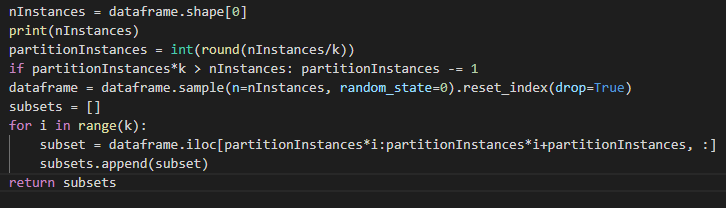 nInstances = dataframe.shape[0]
print(nInstances)
partitionInstances = int(round(nInstances/k))
if partitionInstances*k > nInstances: partitionInstances -= 1
dataframe = dataframe.sample(n=nInstances, random_state=0).reset_index(drop=True)
subsets = []
for i in range(k):
    subset = dataframe.iloc[partitionInstances*i:partitionInstances*i+partitionInstances, :]
    subsets.append(subset)
return subsets